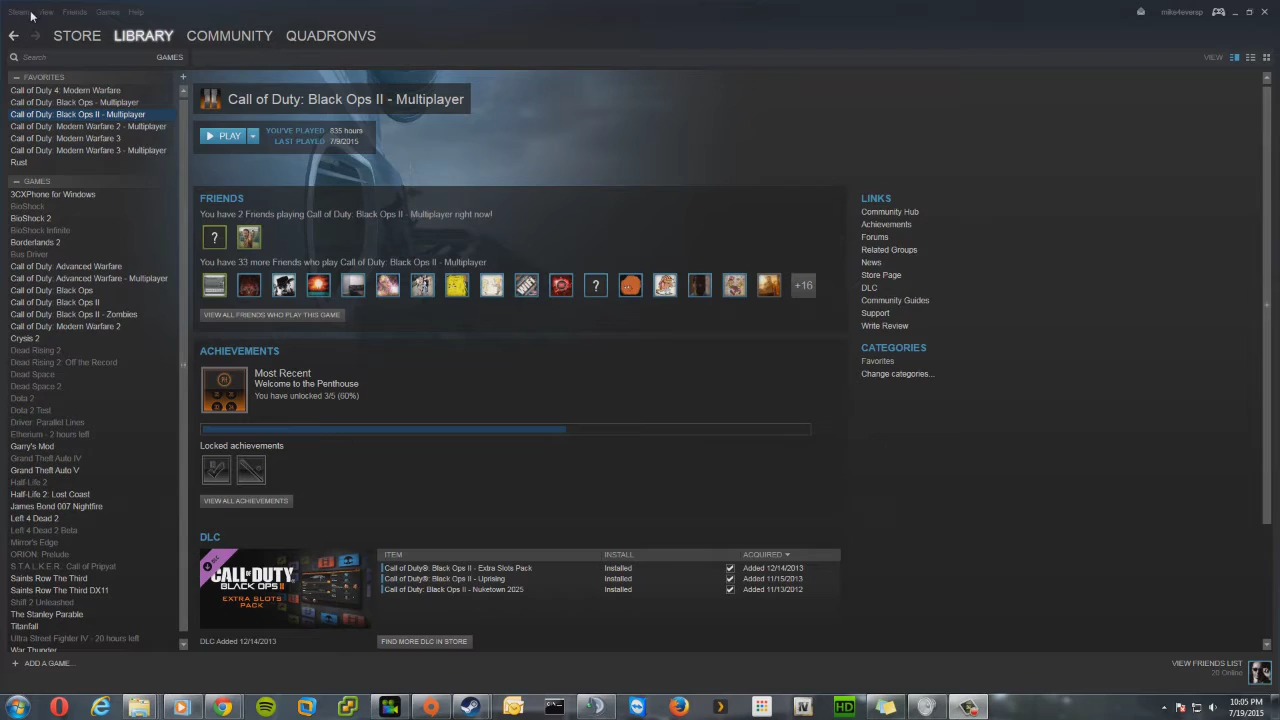 Steam View Friends Games Help
mike4eversp
STORE LIBRARY COMMUNITY QUADRONVS
Search GAMES
VIEW
FAVORITES
Call of Duty 4: Modern Warfare
Call of Duty: Black Ops - Multiplayer
Call of Duty: Black Ops II - Multiplayer
Call of Duty: Modern Warfare 2 - Multiplayer
Call of Duty: Modern Warfare 3
Call of Duty: Modern Warfare 3 - Multiplayer
Rust
GAMES
3CXPhone for Windows
BioShock
BioShock 2
BioShock Infinite
Borderlands 2
Bus Driver
Call of Duty: Advanced Warfare
Call of Duty: Advanced Warfare - Multiplayer
Call of Duty: Black Ops
Call of Duty: Black Ops II
Call of Duty: Black Ops II - Zombies
Call of Duty: Modern Warfare 2
Crysis 2
Dead Rising 2
Dead Rising 2: Off the Record
Dead Space
Dead Space 2
Dota 2
Dota 2 Test
Driver: Parallel Lines
Etherium - 2 hours left
Garry's Mod
Grand Theft Auto IV
Grand Theft Auto V
Half-Life 2
Half-Life 2: Lost Coast
James Bond 007 Nightfire
Left 4 Dead 2
Left 4 Dead 2 Beta
Mirror's Edge
ORION: Prelude
S.T.A.L.K.E.R.: Call of Pripyat
Saints Row The Third
Saints Row The Third DX11
Shift 2 Unleashed
The Stanley Parable
Titanfall
Ultra Street Fighter IV - 20 hours left
War Thunder
ADD A GAME...
Call of Duty: Black Ops II - Multiplayer
PLAY
YOU'VE PLAYED 835 hours
LAST PLAYED 7/9/2015
FRIENDS
You have 2 Friends playing Call of Duty: Black Ops II - Multiplayer right now!
?
You have 33 more Friends who play Call of Duty: Black Ops II - Multiplayer
? +16
VIEW ALL FRIENDS WHO PLAY THIS GAME
ACHIEVEMENTS
Most Recent
Welcome to the Penthouse
You have unlocked 3/5 (60%)
Locked achievements
VIEW ALL ACHIEVEMENTS
DLC
DLC
CALL OF DUTY
BLACK OPS II
EXTRA SLOTS
PACK
DLC Added 12/14/2013
ITEM INSTALL ACQUIRED
Call of Duty®: Black Ops II - Extra Slots Pack Installed Added 12/14/2013
Call of Duty®: Black Ops II - Uprising Installed Added 11/15/2013
Call of Duty: Black Ops II - Nuketown 2025 Installed Added 11/13/2012
FIND MORE DLC IN STORE
LINKS
Community Hub
Achievements
Forums
Related Groups
News
Store Page
DLC
Community Guides
Support
Write Review
CATEGORIES
Favorites
Change categories...
VIEW FRIENDS LIST
20 Online
IV
HD
10:05 PM
7/19/2015